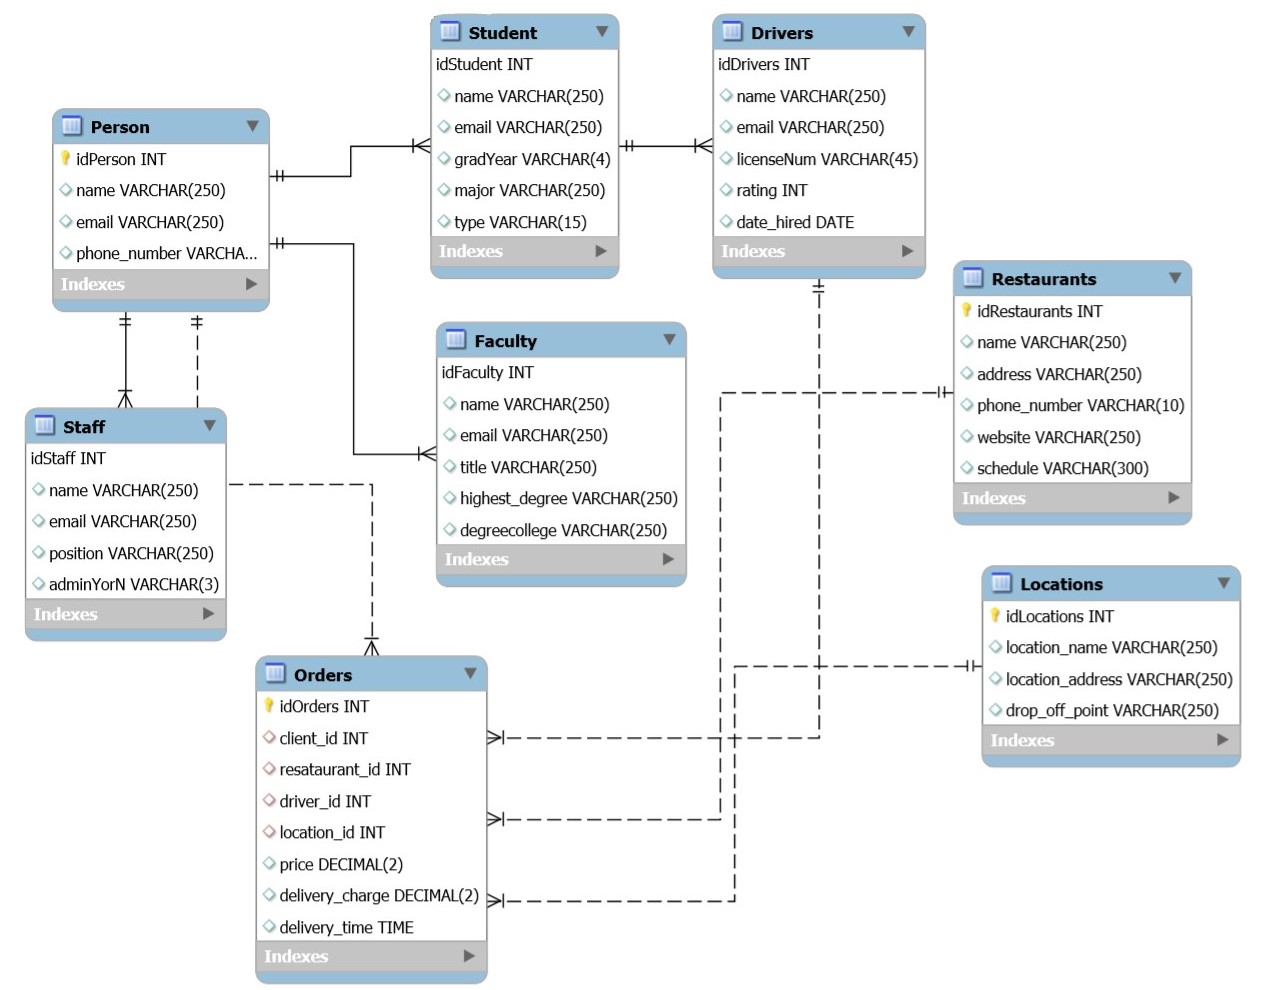 Person
idPerson INT
name VARCHAR(250)
email VARCHAR(250)
phone_number VARCHA...
Indexes
Student
idStudent INT
name VARCHAR(250)
email VARCHAR(250)
gradYear VARCHAR(4)
major VARCHAR(250)
type VARCHAR(15)
Indexes
Drivers
idDrivers INT
name VARCHAR(250)
email VARCHAR(250)
licenseNum VARCHAR(45)
rating INT
date_hired DATE
Indexes
Restaurants
idRestaurants INT
name VARCHAR(250)
address VARCHAR(250)
phone_number VARCHAR(10)
website VARCHAR(250)
schedule VARCHAR(300)
Indexes
Faculty
idFaculty INT
name VARCHAR(250)
email VARCHAR(250)
title VARCHAR(250)
highest_degree VARCHAR(250)
degreecollege VARCHAR(250)
Indexes
Staff
idStaff INT
name VARCHAR(250)
email VARCHAR(250)
position VARCHAR(250)
adminYorN VARCHAR(3)
Indexes
Locations
idLocations INT
location_name VARCHAR(250)
location_address VARCHAR(250)
drop_off_point VARCHAR(250)
Indexes
Orders
idOrders INT
client_id INT
resataurant_id INT
driver_id INT
location_id INT
price DECIMAL(2)
delivery_charge DECIMAL(2)
delivery_time TIME
Indexes